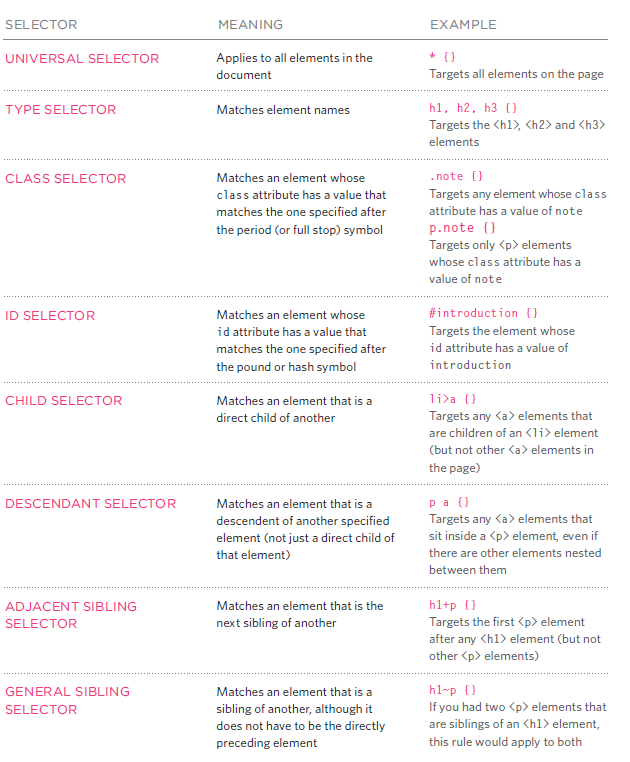 SELECTOR MEANING EXAMPLE
UNIVERSAL SELECTOR
Applies to all elements in the
document
* {}
Targets all elements on the page
TYPE SELECTOR
Matches element names
h1, h2, h3 {}
Targets the <h1>, <h2> and <h3>
elements
CLASS SELECTOR
Matches an element whose
class attribute has a value that
matches the one specified after
the period (or full stop) symbol
.note {}
Targets any element whose class
attribute has a value of note
p.note {}
Targets only <p> elements
whose class attribute has a
value of note
ID SELECTOR
Matches an element whose
id attribute has a value that
matches the one specified after
the pound or hash symbol
#introduction {}
Targets the element whose
id attribute has a value of
introduction
CHILD SELECTOR
Matches an element that is a
direct child of another
li>a {}
Targets any <a> elements that
are children of an <li> element
(but not other <a> elements in
the page)
DESCENDANT SELECTOR
Matches an element that is a
descendent of another specified
element (not just a direct child of
that element)
p a {}
Targets any <a> elements that
sit inside a <p> element, even if
there are other elements nested
between them
ADJACENT SIBLING
SELECTOR
Matches an element that is the
next sibling of another
h1+p {}
Targets the first <p> element
after any <h1> element (but not
other <p> elements)
GENERAL SIBLING
SELECTOR
Matches an element that is a
sibling of another, although it
does not have to be the directly
preceding element
h1~p {}
If you had two <p> elements that
are siblings of an <h1> element,
this rule would apply to both